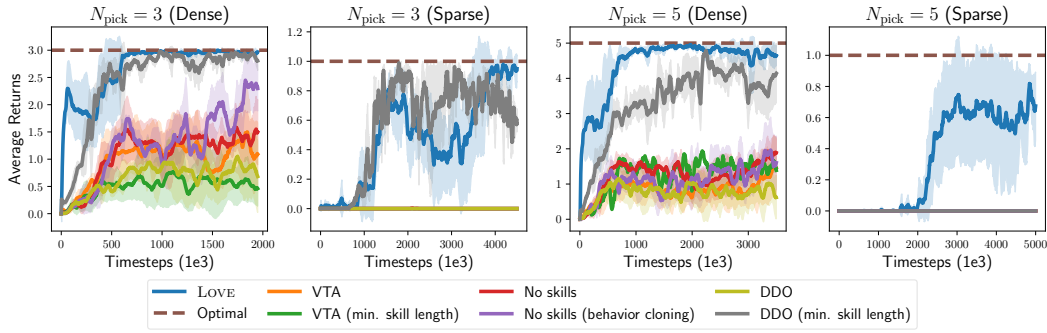 N_pick = 3 (Dense)
N_pick = 3 (Sparse)
N_pick = 5 (Dense)
N_pick = 5 (Sparse)
Average Returns
3.0
2.5
2.0
1.5
1.0
0.5
0.0
0
500
1000
1500
2000
Timesteps (1e3)
1.2
1.0
0.8
0.6
0.4
0.2
0.0
0
1000
2000
3000
4000
Timesteps (1e3)
5
4
3
2
1
0
0
1000
2000
3000
Timesteps (1e3)
1.0
0.8
0.6
0.4
0.2
0.0
0
1000
2000
3000
4000
5000
Timesteps (1e3)
LOVE
VTA
No skills
DDO
Optimal
VTA (min. skill length)
No skills (behavior cloning)
DDO (min. skill length)